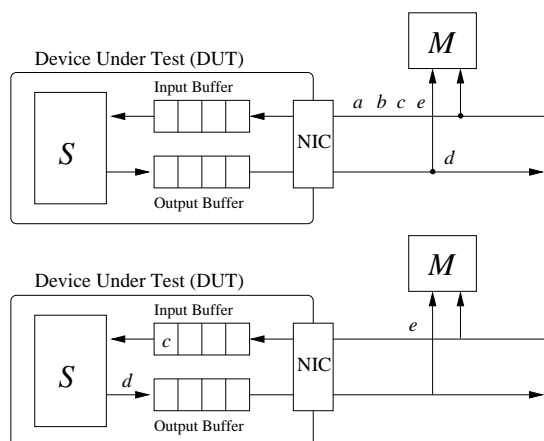 M
Device Under Test (DUT)
Input Buffer
a b c e
S
NIC
d
Output Buffer
M
Device Under Test (DUT)
Input Buffer
e
c
S
d
NIC
Output Buffer